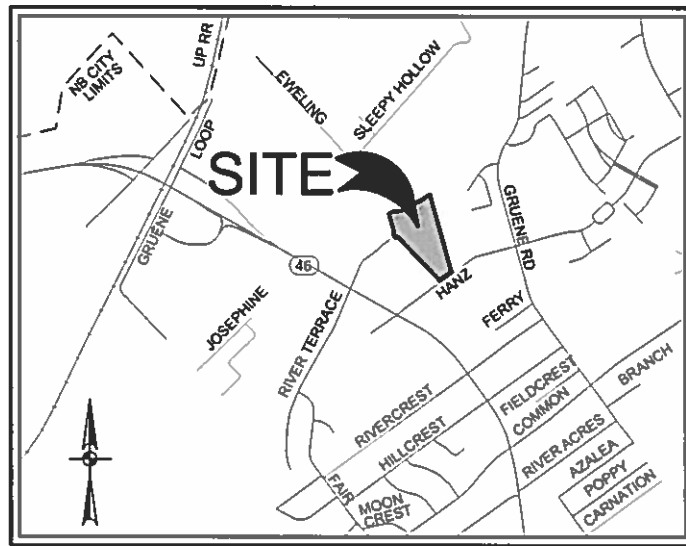 NB CITY
LIMITS
UP RR
LOOP
GRUENE
EWELING
SLEEPY HOLLOW
SITE
GRUENE RD
46
HANZ
JOSEPHINE
RIVER TERRACE
FERRY
RIVERCREST
FIELDCREST
HILLCREST
COMMON
BRANCH
RIVER ACRES
AZALEA
POPPY
CARNATION
FAIR
MOON
CREST